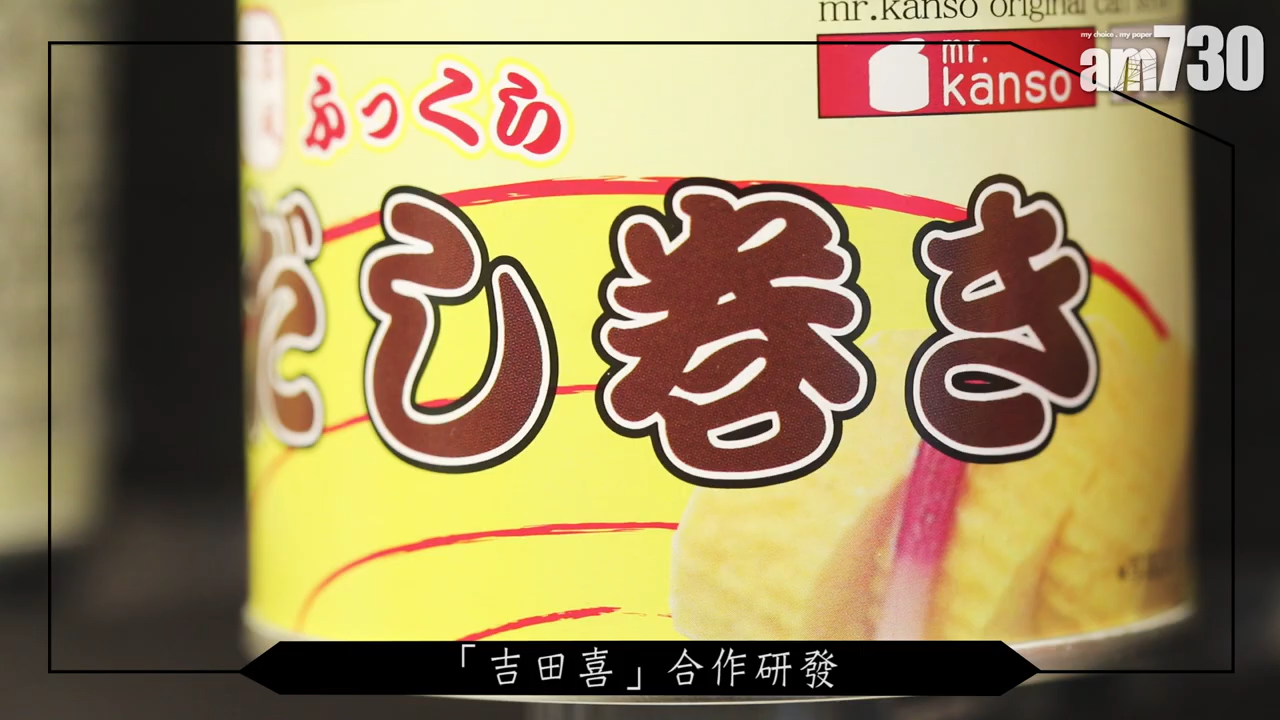 mr.kanso original can
mr.
kanso
my choice . my paper
am730
ふっくら
だし巻き
「吉田喜」合作研發